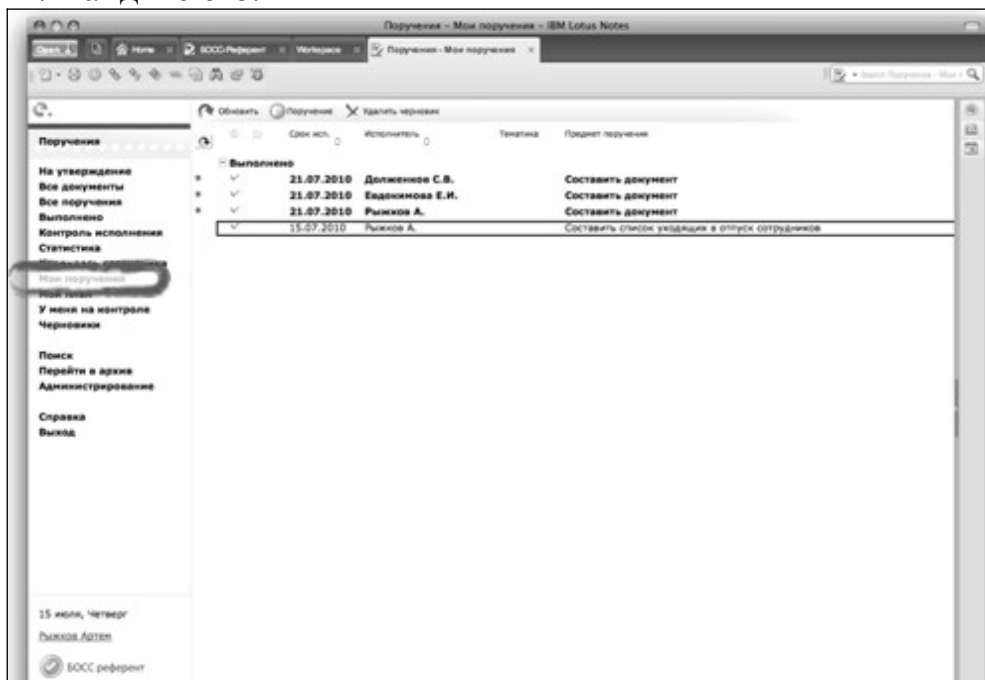 Поручения – Мои поручения – IBM Lotus Notes
Open Home БОСС-Референт Workspace Поручения - Мои поручения
Обновить Поручение Удалить черновик
Поручения
Срок исп. Исполнитель Тематика Предмет поручения
Выполнено
21.07.2010 Долженков С.В. Составить документ
21.07.2010 Евдокимова Е.И. Составить документ
21.07.2010 Рыжков А. Составить документ
15.07.2010 Рыжков А. Составить список уходящих в отпуск сотрудников
На утверждение
Все документы
Все поручения
Выполнено
Контроль исполнения
Статистика
Мои поручения
Мой план
У меня на контроле
Черновики
Поиск
Перейти в архив
Администрирование
Справка
Выход
15 июля, Четверг
Рыжков Артем
БОСС референт